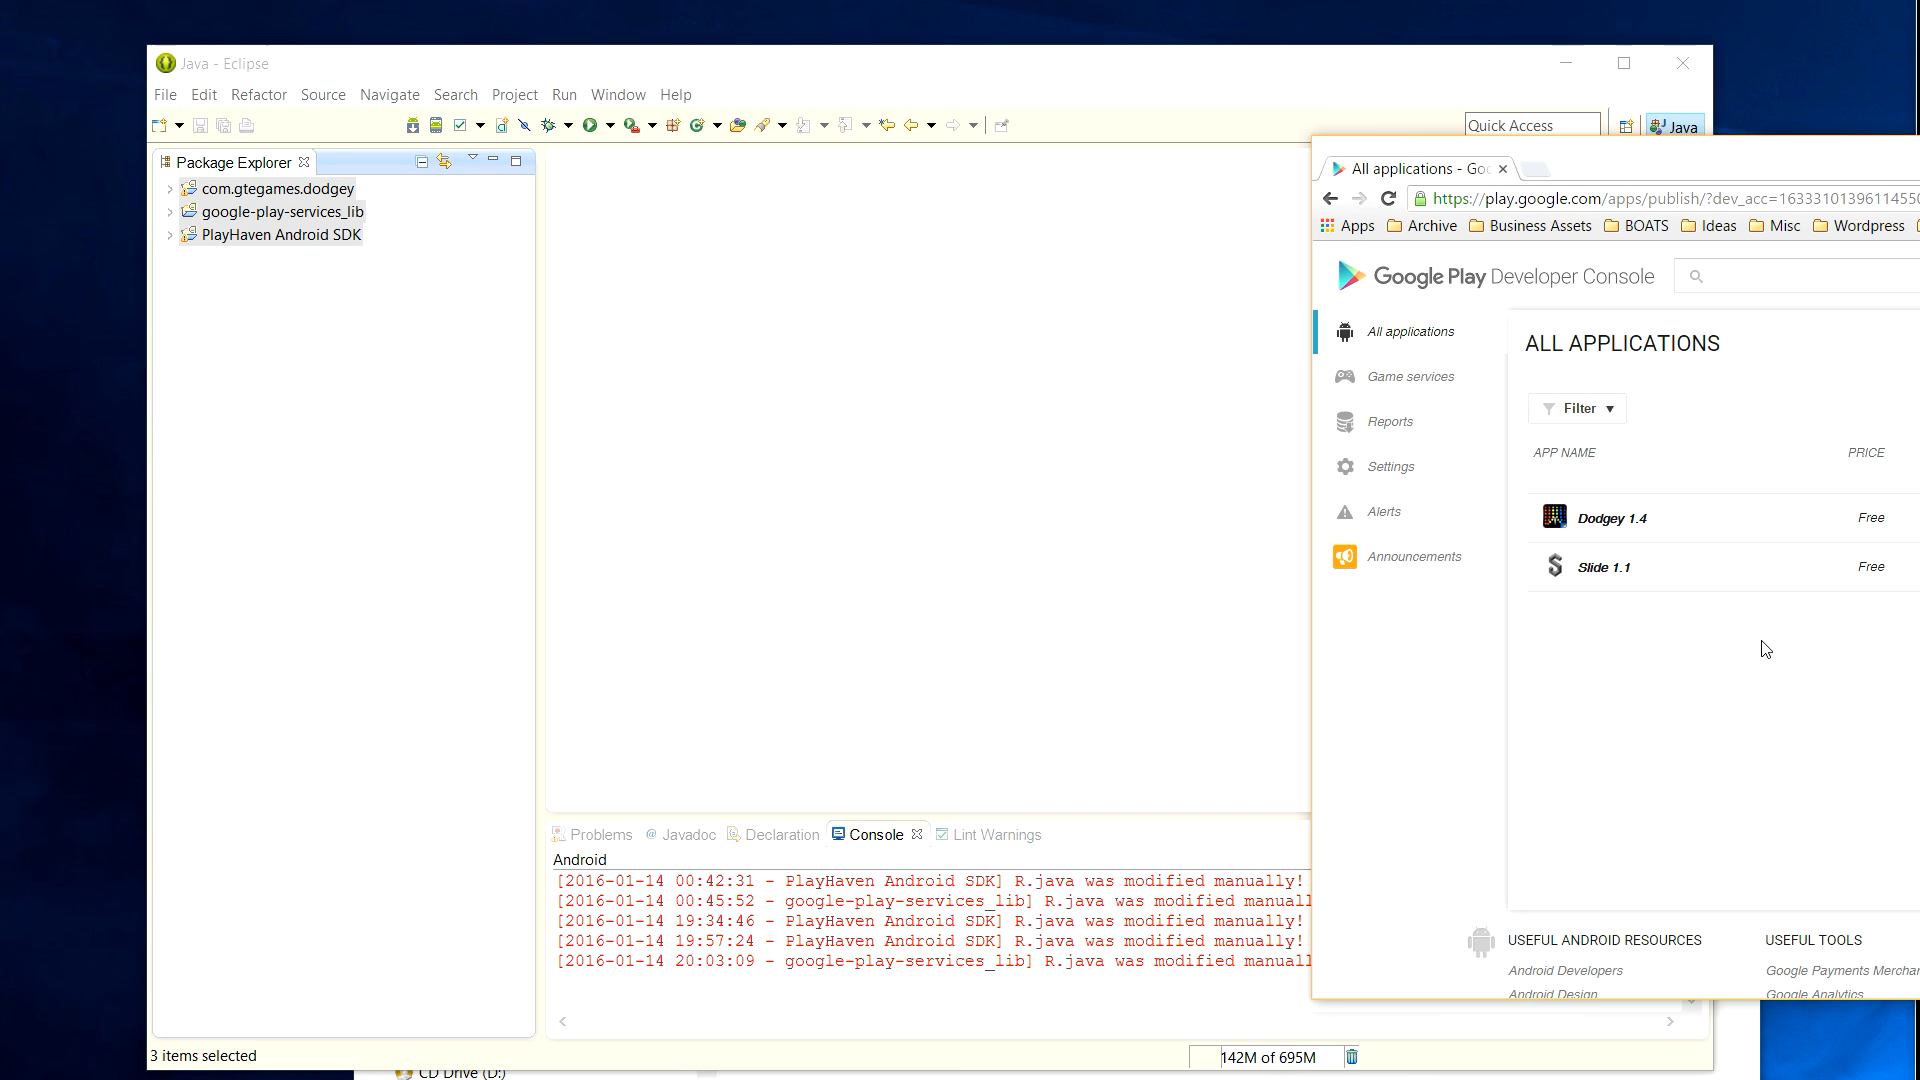 Java - Eclipse
File Edit Refactor Source Navigate Search Project Run Window Help
Quick Access
Java
Package Explorer
com.gtegames.dodgey
google-play-services_lib
PlayHaven Android SDK
All applications - Goo
https://play.google.com/apps/publish/?dev_acc=1633310139611455
Apps Archive Business Assets BOATS Ideas Misc Wordpress
Google Play Developer Console
All applications
Game services
Reports
Settings
Alerts
Announcements
ALL APPLICATIONS
Filter
APP NAME PRICE
Dodgey 1.4 Free
Slide 1.1 Free
USEFUL ANDROID RESOURCES
Android Developers
Android Design
USEFUL TOOLS
Google Payments Mercha
Google Analytics
Problems @ Javadoc Declaration Console Lint Warnings
Android
[2016-01-14 00:42:31 - PlayHaven Android SDK] R.java was modified manually!
[2016-01-14 00:45:52 - google-play-services_lib] R.java was modified manuall
[2016-01-14 19:34:46 - PlayHaven Android SDK] R.java was modified manually!
[2016-01-14 19:57:24 - PlayHaven Android SDK] R.java was modified manually!
[2016-01-14 20:03:09 - google-play-services_lib] R.java was modified manuall
3 items selected
142M of 695M
CD Drive (D:)